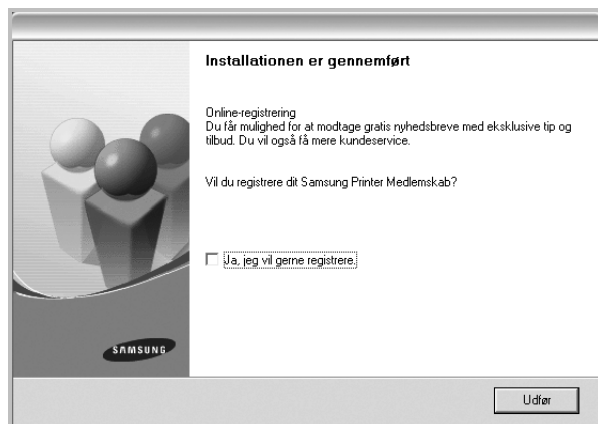 Installationen er gennemført
Online-registrering
Du får mulighed for at modtage gratis nyhedsbreve med eksklusive tip og
tilbud. Du vil også få mere kundeservice.
Vil du registrere dit Samsung Printer Medlemskab?
Ja, jeg vil gerne registrere.
SAMSUNG
Udfør